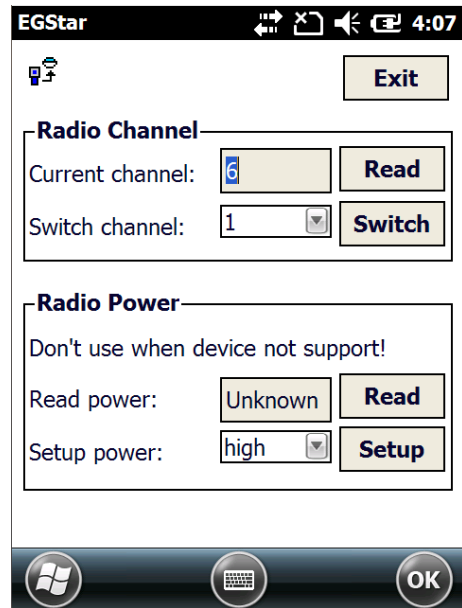 EGStar 4:07
Exit
Radio Channel
Current channel: 6 Read
Switch channel: 1 Switch
Radio Power
Don't use when device not support!
Read power: Unknown Read
Setup power: high Setup
OK